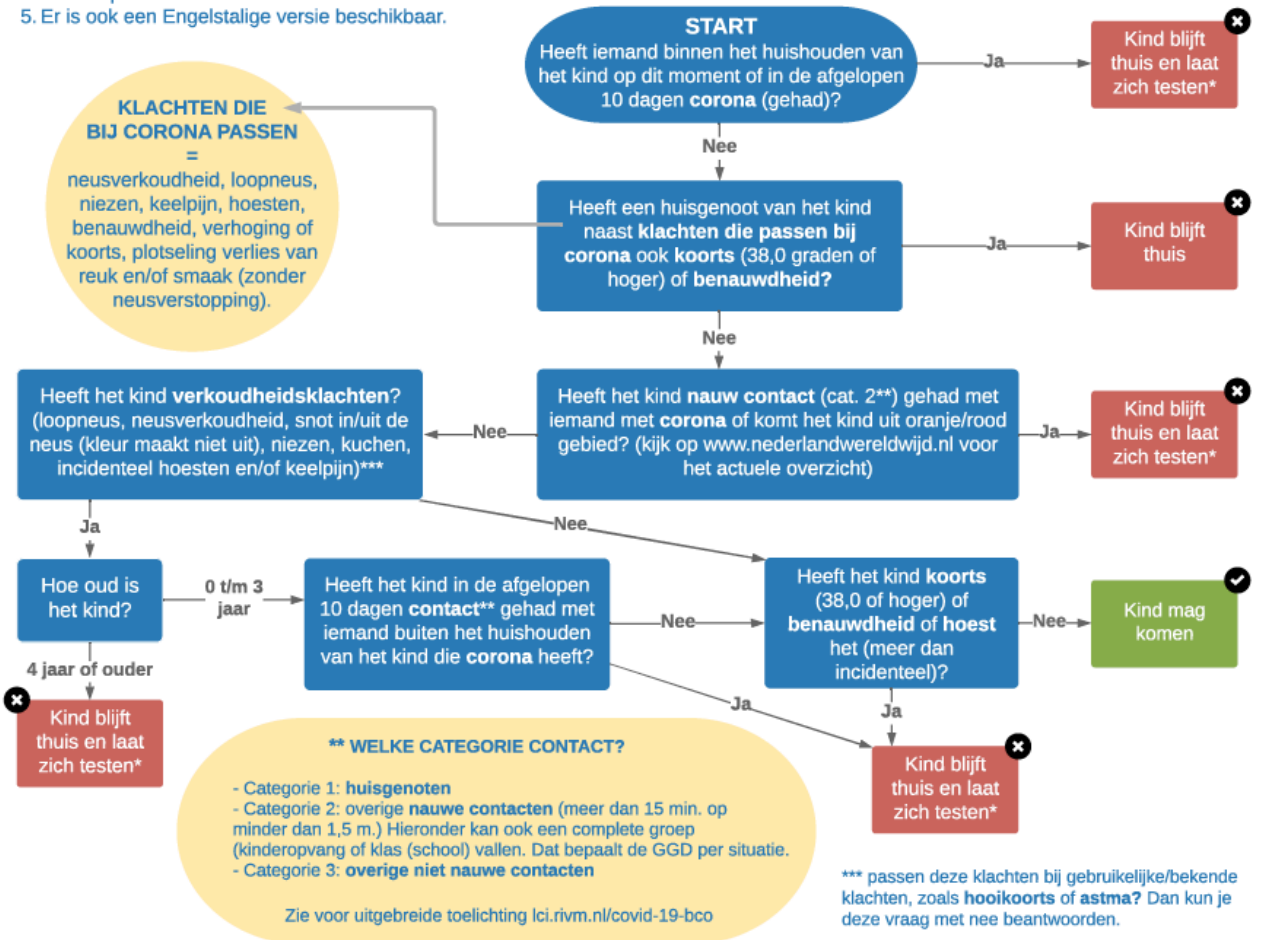 5. Er is ook een Engelstalige versie beschikbaar.
START
Heeft iemand binnen het huishouden van
het kind op dit moment of in de afgelopen
10 dagen corona (gehad)?
Ja
Kind blijft
thuis en laat
zich testen*
Nee
KLACHTEN DIE
BIJ CORONA PASSEN
=
neusverkoudheid, loopneus,
niezen, keelpijn, hoesten,
benauwdheid, verhoging of
koorts, plotseling verlies van
reuk en/of smaak (zonder
neusverstopping).
Heeft een huisgenoot van het kind
naast klachten die passen bij
corona ook koorts (38,0 graden of
hoger) of benauwdheid?
Ja
Kind blijft
thuis
Nee
Heeft het kind nauw contact (cat. 2**) gehad met
iemand met corona of komt het kind uit oranje/rood
gebied? (kijk op www.nederlandwereldwijd.nl voor
het actuele overzicht)
Ja
Kind blijft
thuis en laat
zich testen*
Nee
Heeft het kind verkoudheidsklachten?
(loopneus, neusverkoudheid, snot in/uit de
neus (kleur maakt niet uit), niezen, kuchen,
incidenteel hoesten en/of keelpijn)***
Ja
Nee
Hoe oud is
het kind?
0 t/m 3
jaar
4 jaar of ouder
Kind blijft
thuis en laat
zich testen*
Heeft het kind in de afgelopen
10 dagen contact** gehad met
iemand buiten het huishouden
van het kind die corona heeft?
Nee
Ja
Heeft het kind koorts
(38,0 of hoger) of
benauwdheid of hoest
het (meer dan
incidenteel)?
Nee
Kind mag
komen
Ja
Kind blijft
thuis en laat
zich testen*
** WELKE CATEGORIE CONTACT?
- Categorie 1: huisgenoten
- Categorie 2: overige nauwe contacten (meer dan 15 min. op
minder dan 1,5 m.) Hieronder kan ook een complete groep
(kinderopvang of klas (school) vallen. Dat bepaalt de GGD per situatie.
- Categorie 3: overige niet nauwe contacten
Zie voor uitgebreide toelichting lci.rivm.nl/covid-19-bco
*** passen deze klachten bij gebruikelijke/bekende
klachten, zoals hooikoorts of astma? Dan kun je
deze vraag met nee beantwoorden.